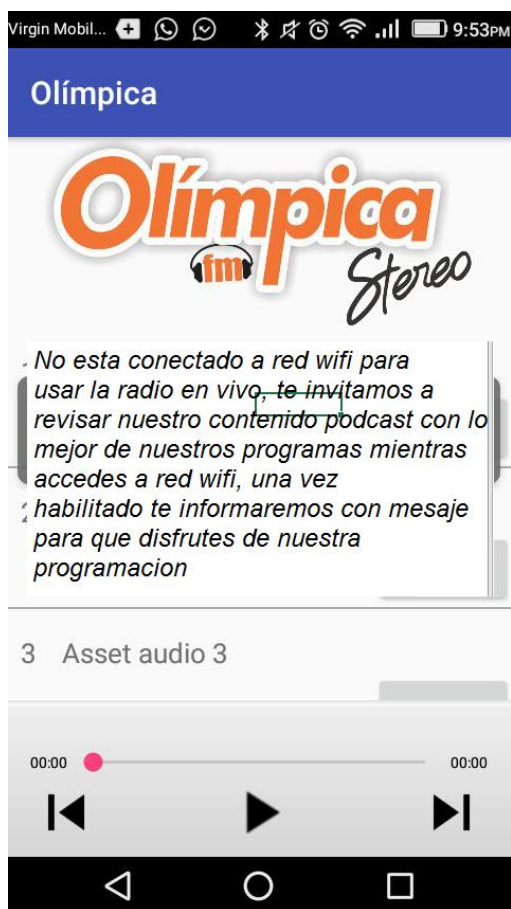 Virgin Mobil... 9:53PM
Olímpica
Olímpica
fm
Stereo
No esta conectado a red wifi para
usar la radio en vivo, te invitamos a
revisar nuestro contenido podcast con lo
mejor de nuestros programas mientras
accedes a red wifi, una vez
habilitado te informaremos con mesaje
para que disfrutes de nuestra
programacion
3 Asset audio 3
00:00 00:00